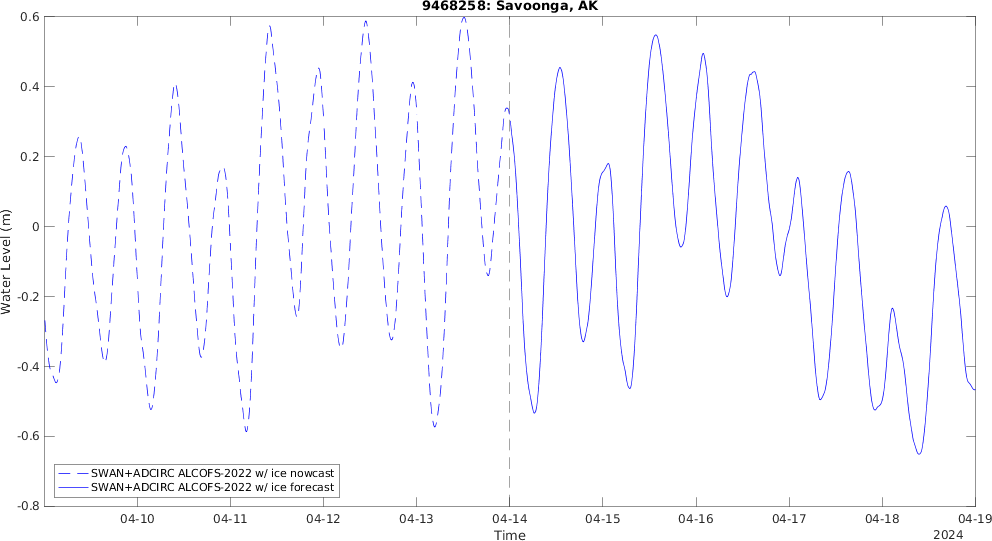 9468258: Savoonga, AK
0.6
0.4
0.2
0
-0.2
-0.4
-0.6
-0.8
Water Level (m)
SWAN+ADCIRC ALCOFS-2022 w/ ice nowcast
SWAN+ADCIRC ALCOFS-2022 w/ ice forecast
04-10 04-11 04-12 04-13 04-14 04-15 04-16 04-17 04-18 04-19
Time
2024